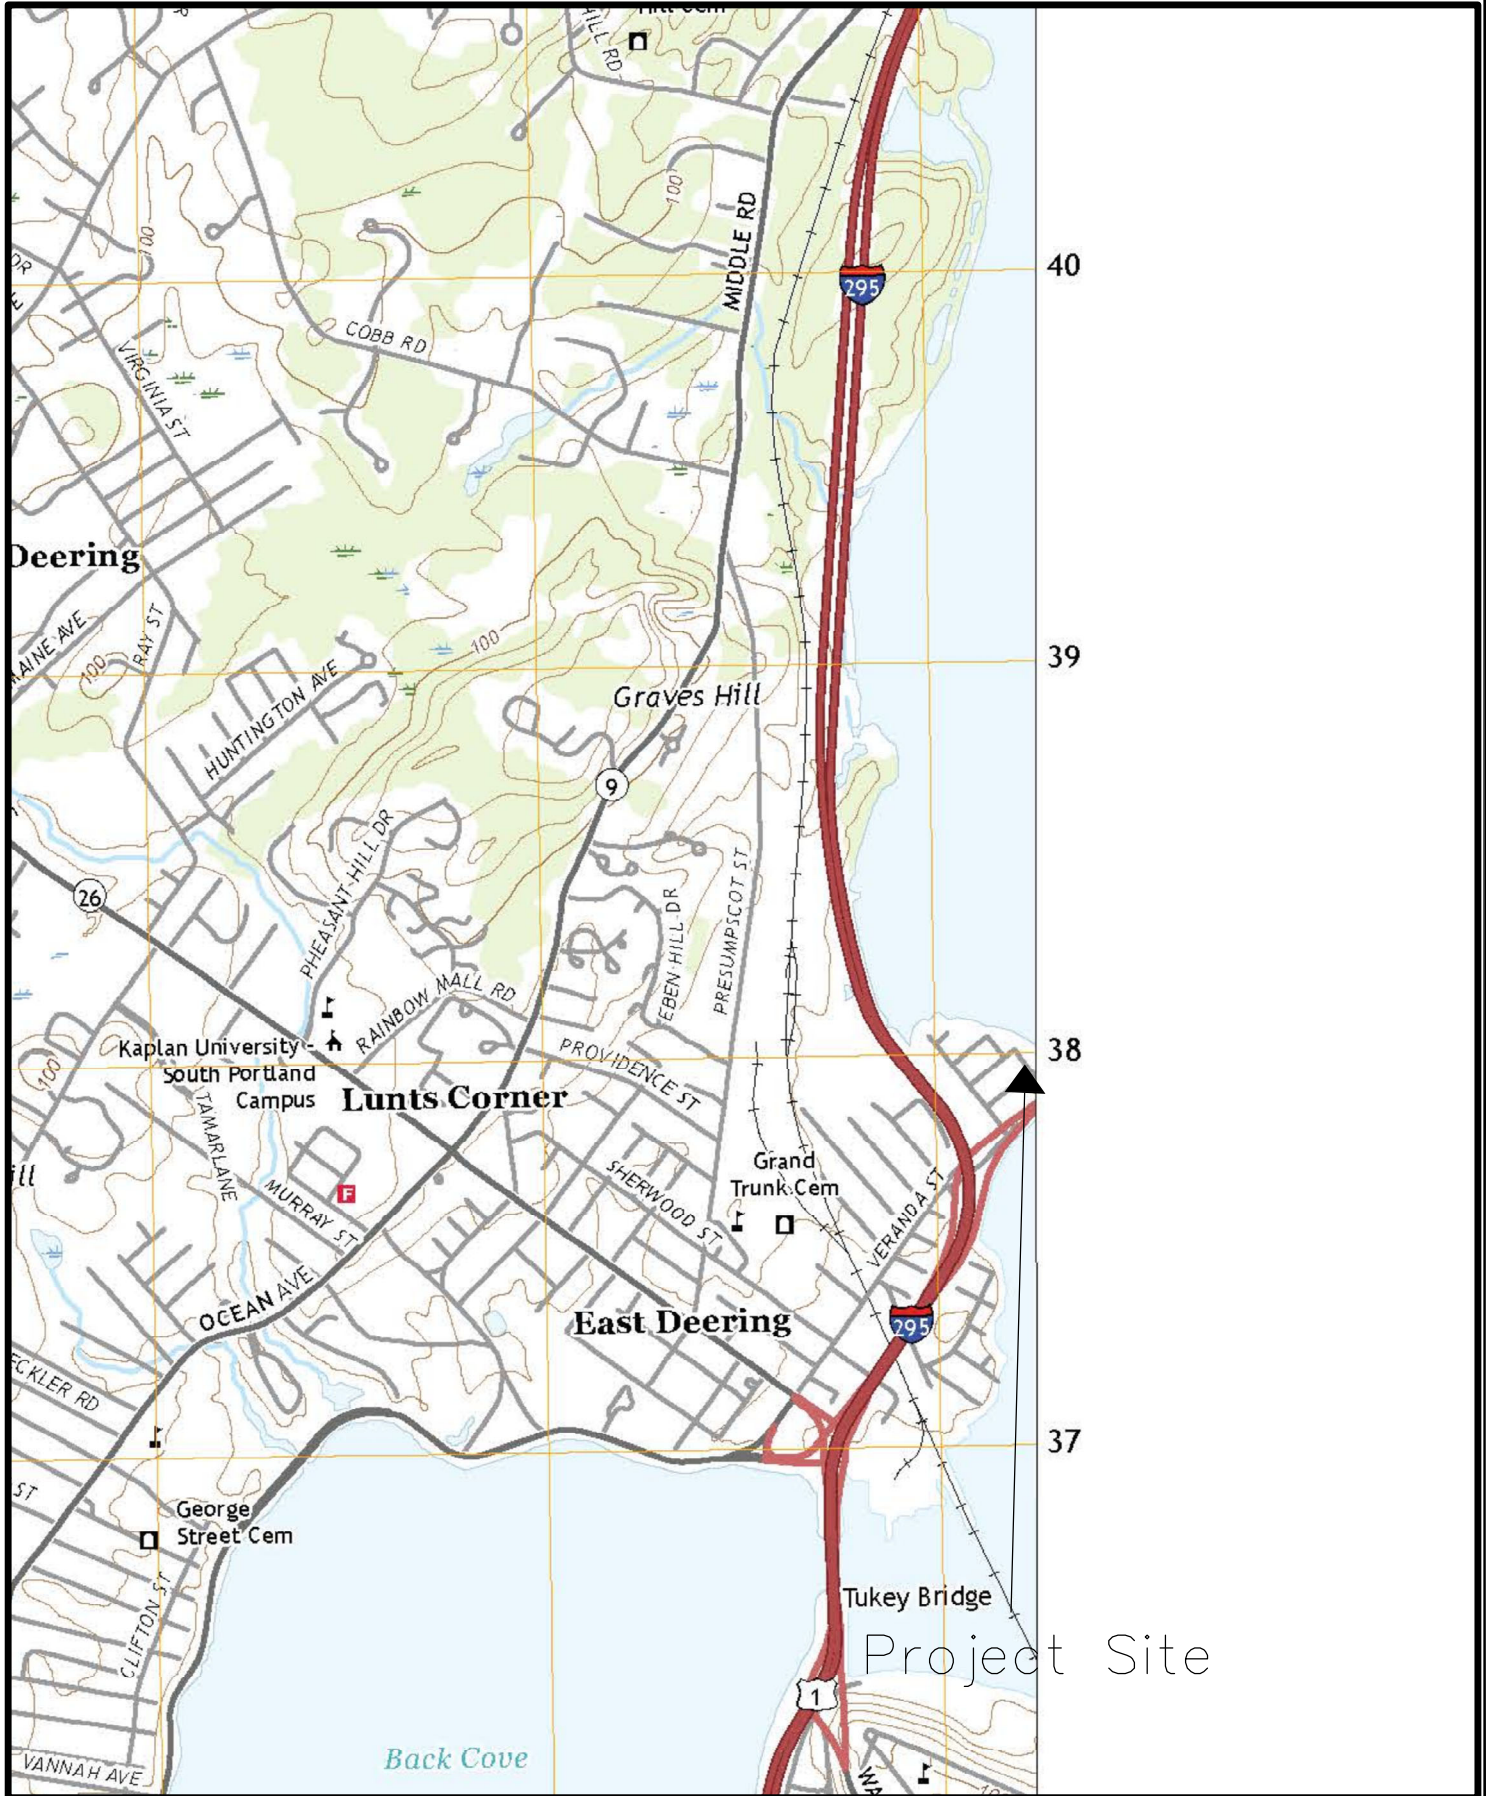 HILL RD
100
MIDDLE RD
100
40
295
DR
COBB RD
VIRGINIA ST
Deering
39
MAINE AVE
RAY ST
100
100
Graves Hill
HUNTINGTON AVE
9
26
PHEASANT HILL DR
EBEN HILL DR
PRESUMPSCOT ST
RAINBOW MALL RD
38
Kaplan University -
South Portland
Campus
100
PROVIDENCE ST
Lunts Corner
TAMARLANE
ill
Grand
Trunk Cem
F
MURRAY ST
SHERWOOD ST
VERANDA ST
OCEAN AVE
East Deering
295
ECKLER RD
37
ST
George
Street Cem
CLIFTON ST
Tukey Bridge
Project Site
1
Back Cove
VANNAH AVE
WA